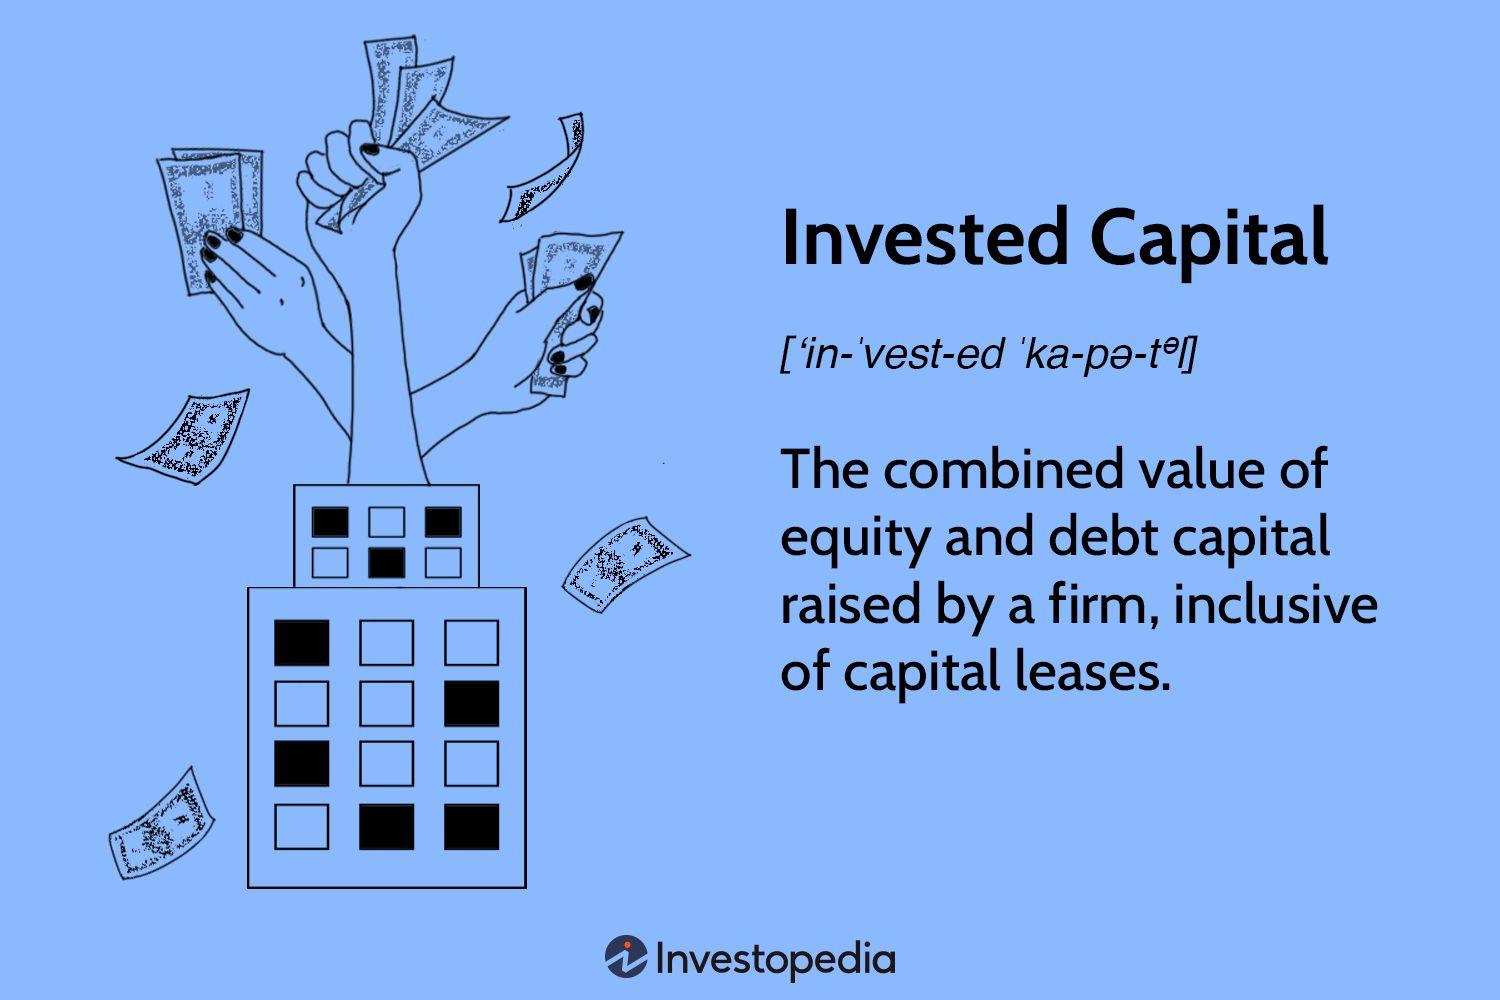 Invested Capital
[ʻin-ˈvest-ed ˈka-pə-tᵊl]
The combined value of
equity and debt capital
raised by a firm, inclusive
of capital leases.
Investopedia